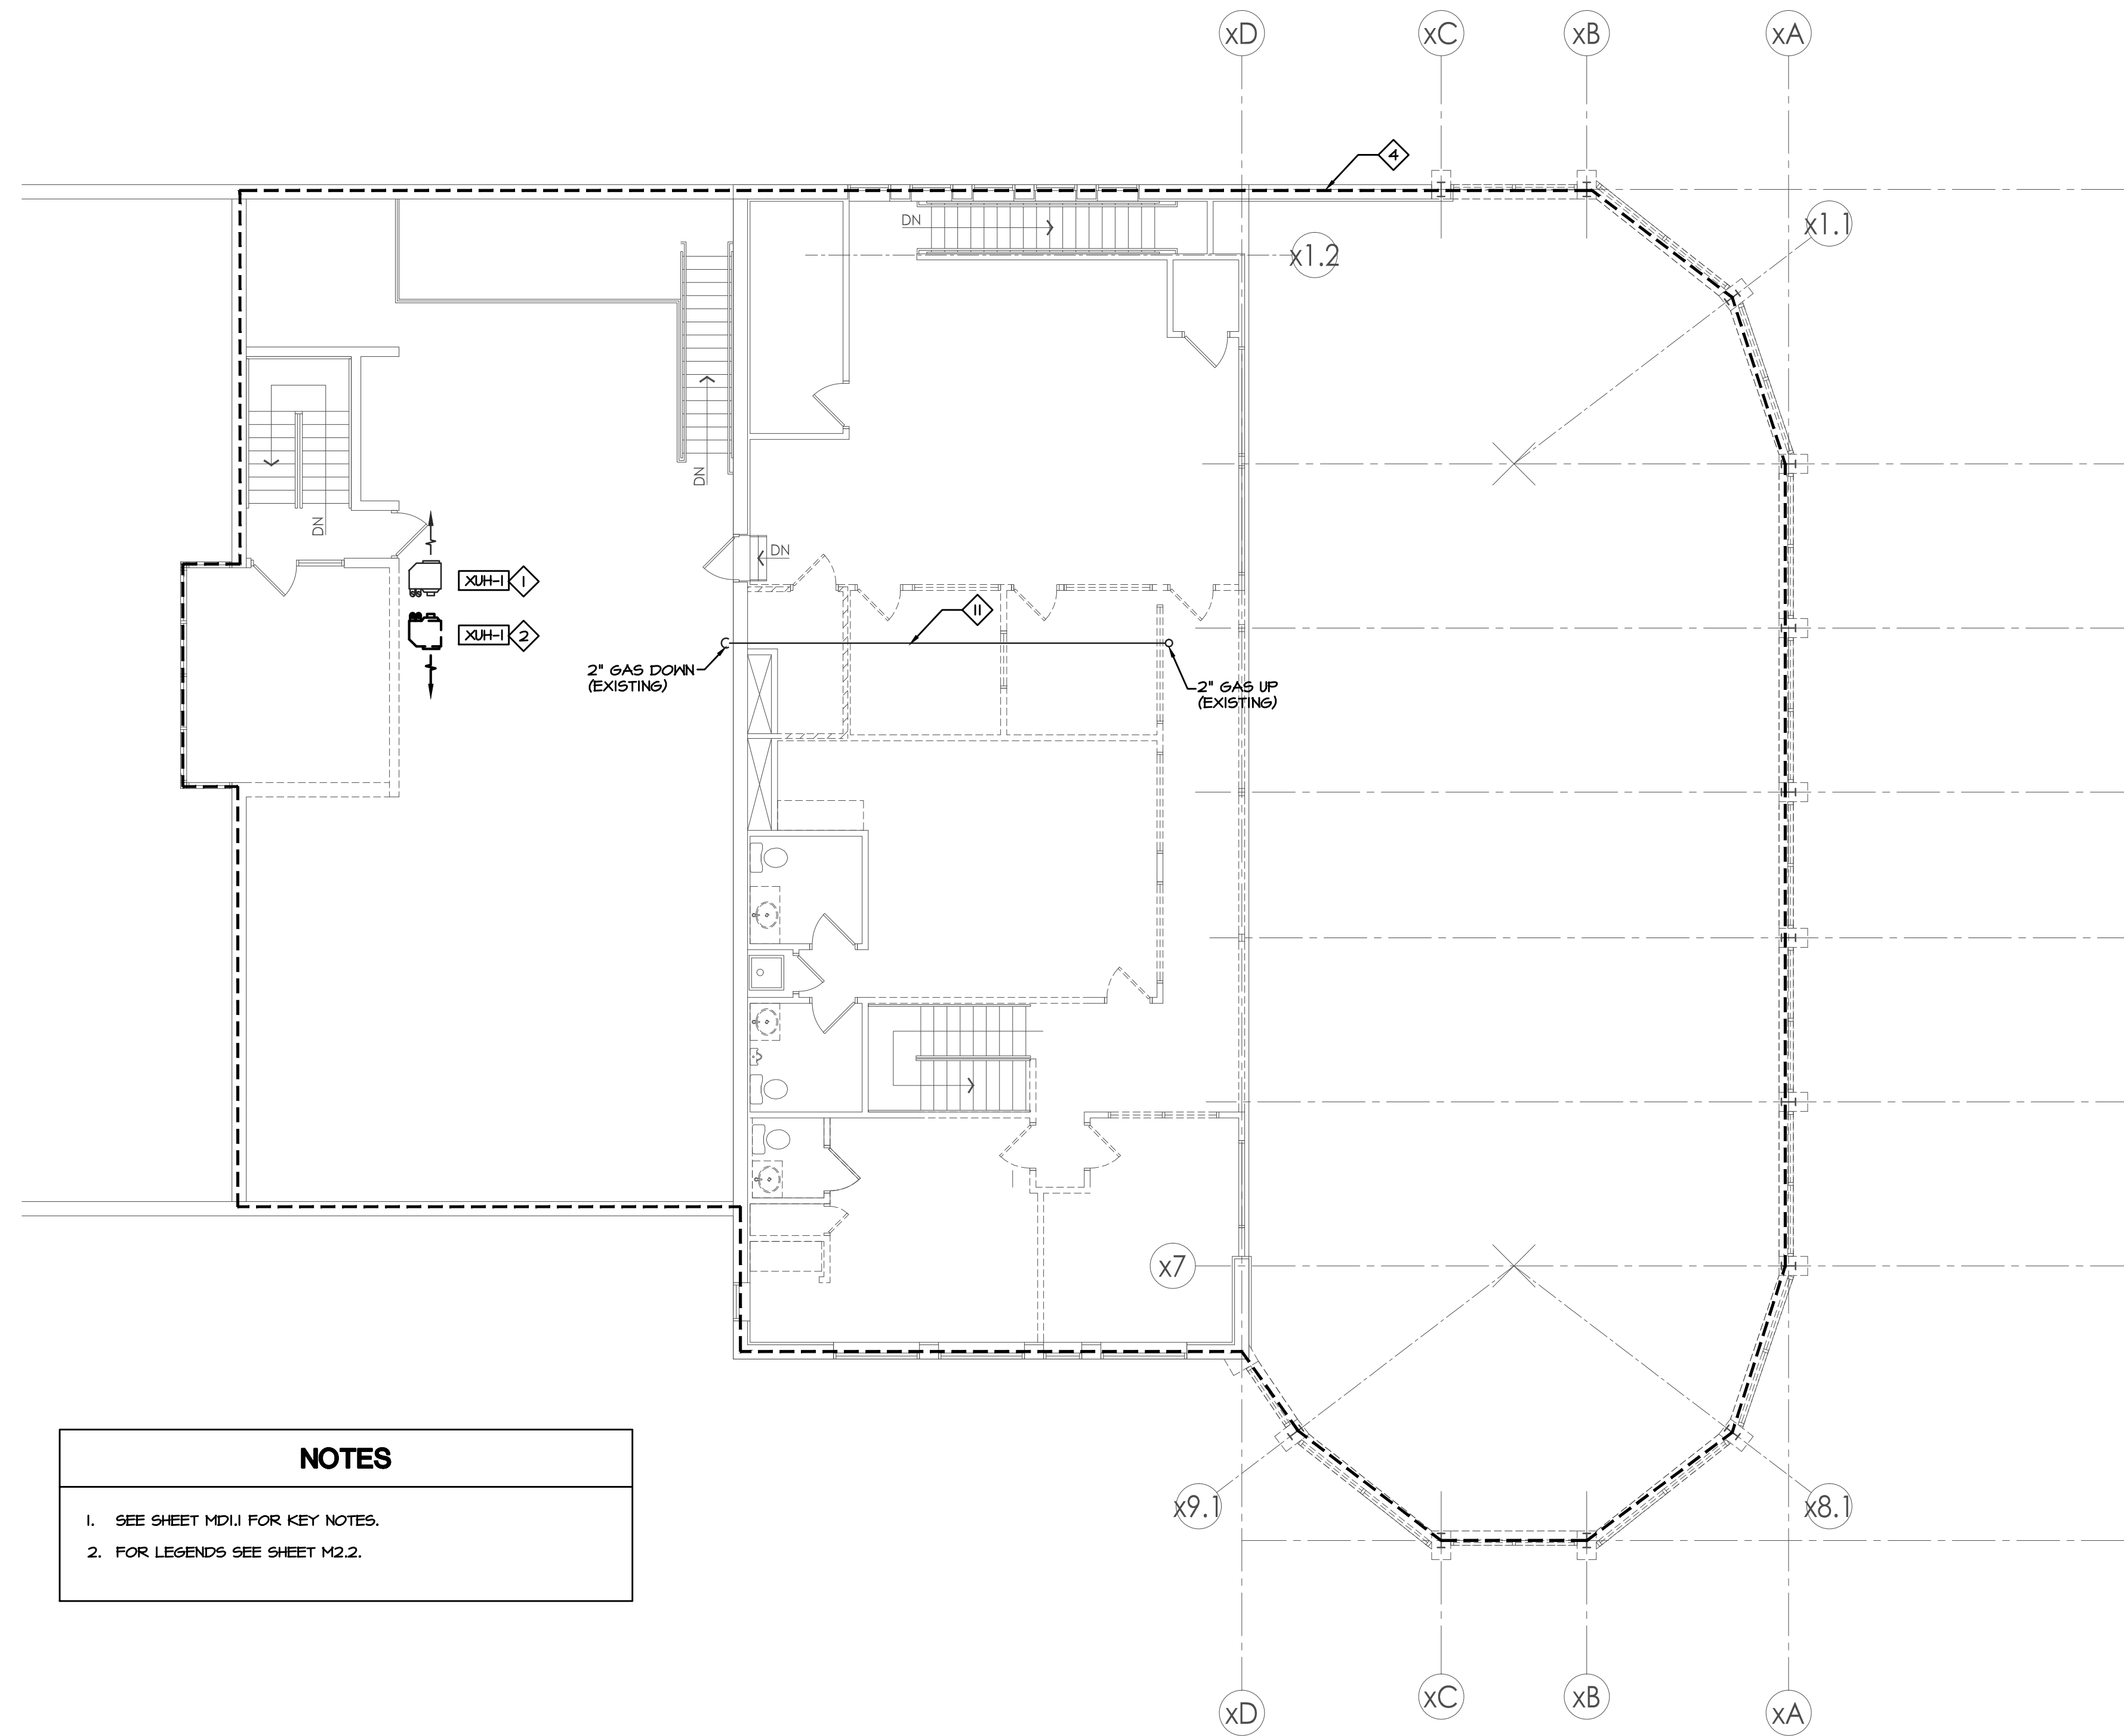 xD
xC
xB
xA
4
x1.1
DN
x1.2
DN
DN
DN
XUH-1
1
XUH-1
2
11
2" GAS DOWN
(EXISTING)
2" GAS UP
(EXISTING)
x7
NOTES
1. SEE SHEET MD1.1 FOR KEY NOTES.
2. FOR LEGENDS SEE SHEET M2.2.
x9.1
x8.1
xD
xC
xB
xA